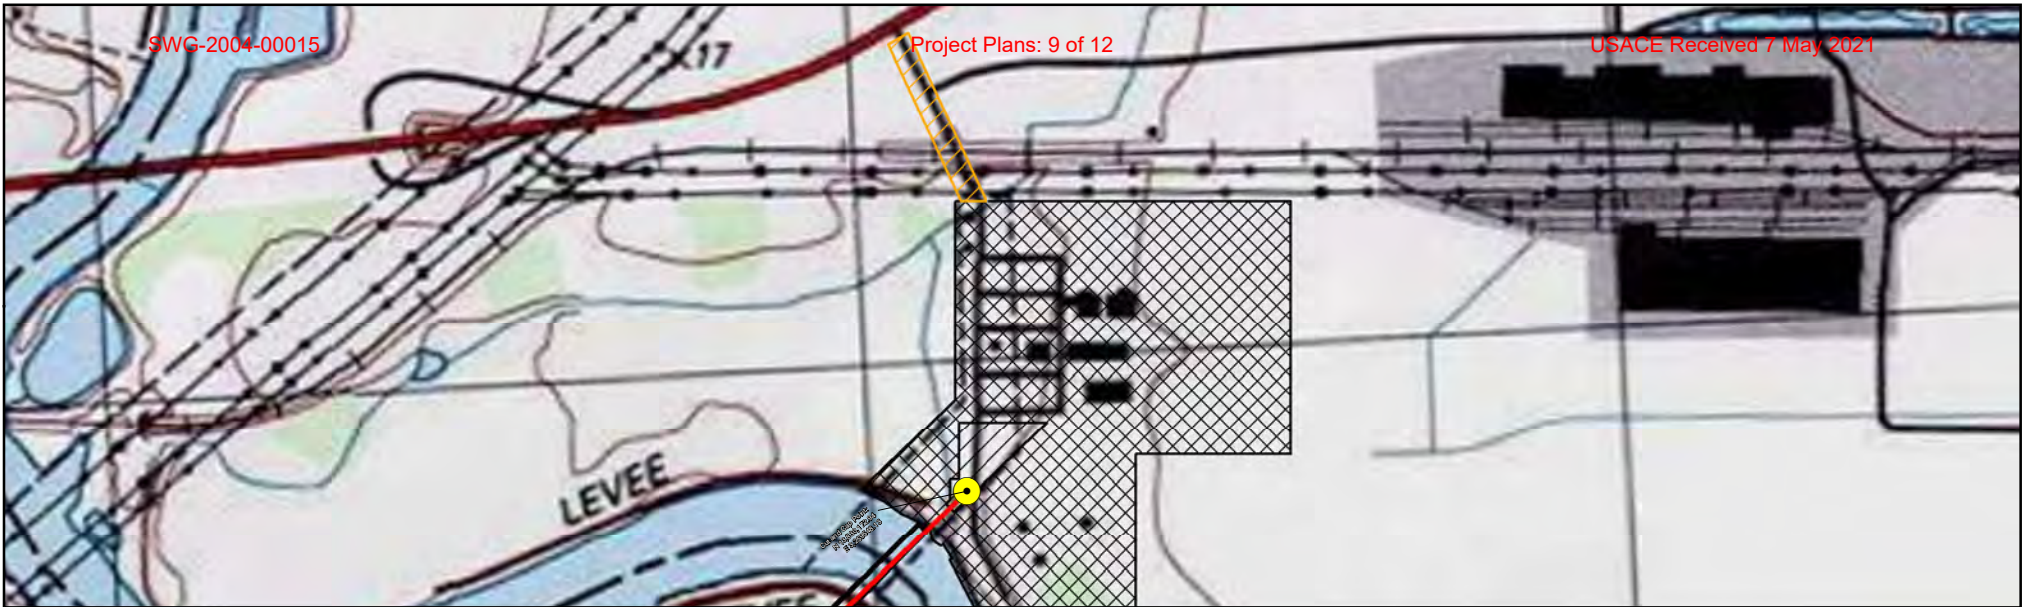 SWG-2004-00015
Project Plans: 9 of 12
USACE Received 7 May 2021
17
LEVEE